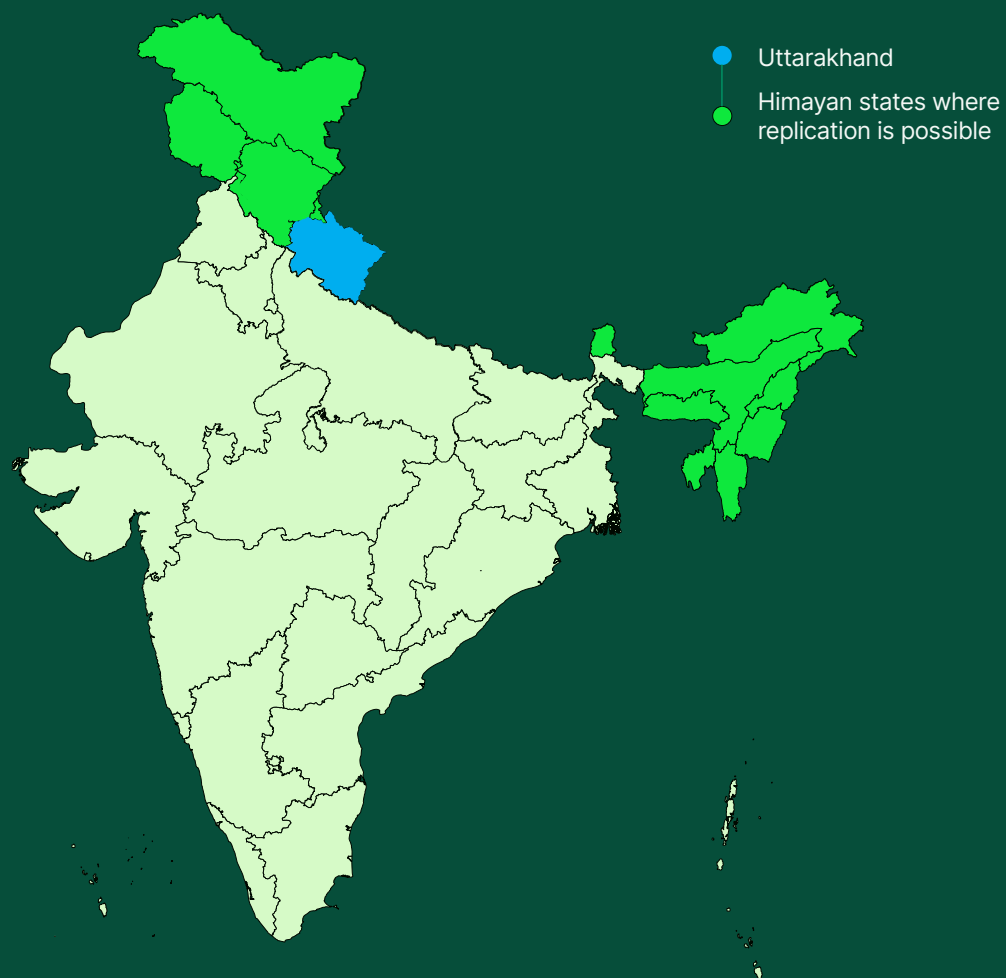 Uttarakhand
Himayan states where
replication is possible